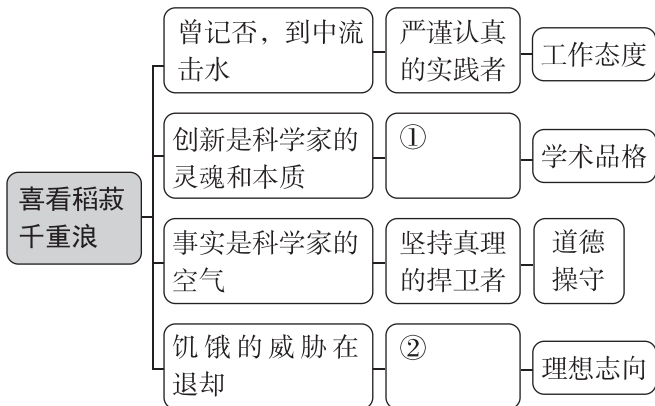 喜看稻菽
千重浪
曾记否，到中流
击水
严谨认真
的实践者
工作态度
创新是科学家的
灵魂和本质
①
学术品格
事实是科学家的
空气
坚持真理
的捍卫者
道德
操守
饥饿的威胁在
退却
②
理想志向